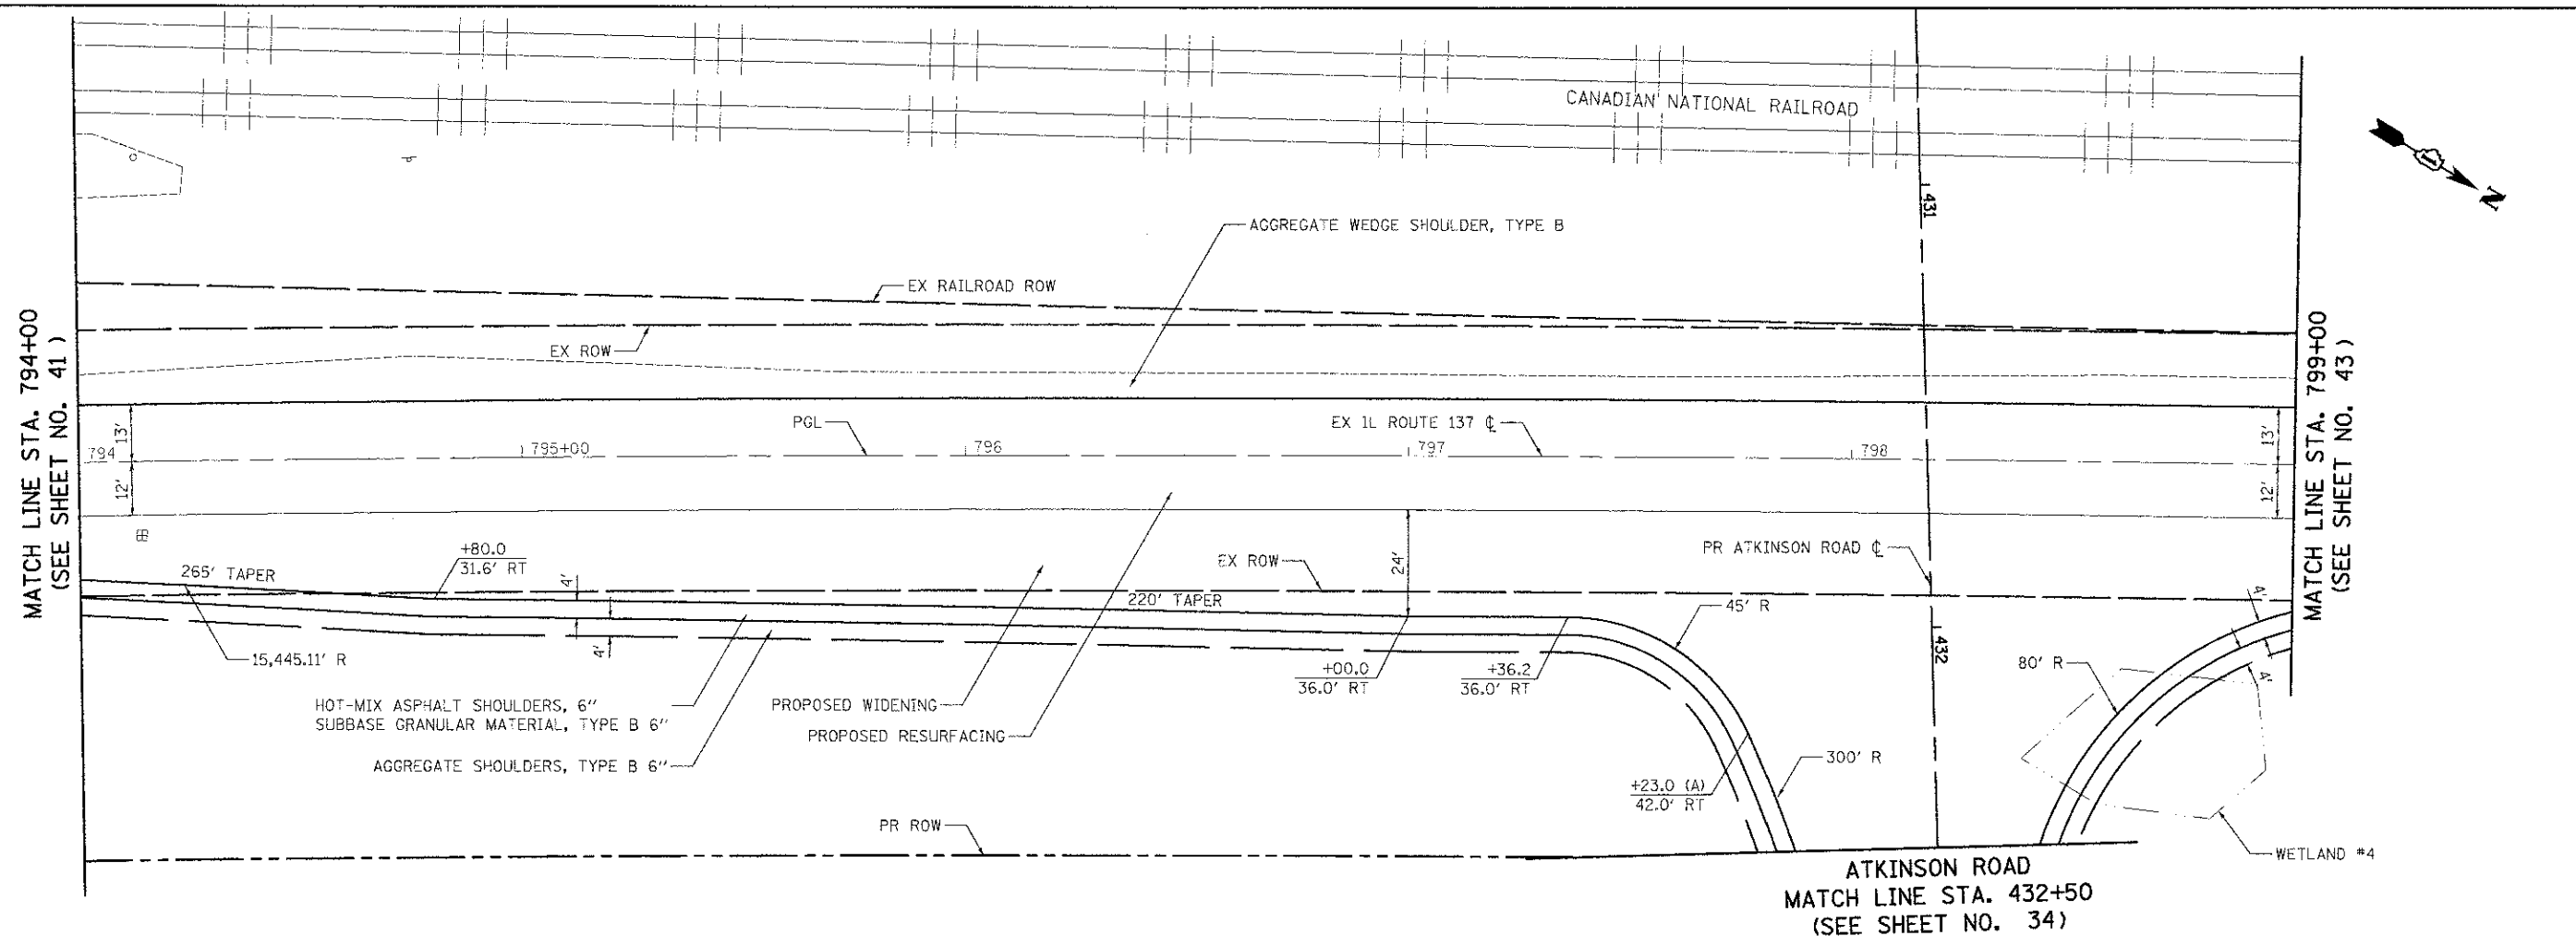 CANADIAN NATIONAL RAILROAD
N
431
AGGREGATE WEDGE SHOULDER, TYPE B
EX RAILROAD ROW
EX ROW
MATCH LINE STA. 794+00
(SEE SHEET NO. 41 )
MATCH LINE STA. 799+00
(SEE SHEET NO. 43 )
13'
12'
794
795+00
PGL
796
EX IL ROUTE 137 ℄
797
798
13'
12'
265' TAPER
+80.0
31.6' RT
4'
4'
EX ROW
24'
220' TAPER
PR ATKINSON ROAD ℄
45' R
432
4'
4'
15,445.11' R
+00.0
36.0' RT
+36.2
36.0' RT
80' R
HOT-MIX ASPHALT SHOULDERS, 6"
SUBBASE GRANULAR MATERIAL, TYPE B 6"
PROPOSED WIDENING
PROPOSED RESURFACING
AGGREGATE SHOULDERS, TYPE B 6"
300' R
+23.0 (A)
42.0' RT
PR ROW
WETLAND #4
ATKINSON ROAD
MATCH LINE STA. 432+50
(SEE SHEET NO. 34)